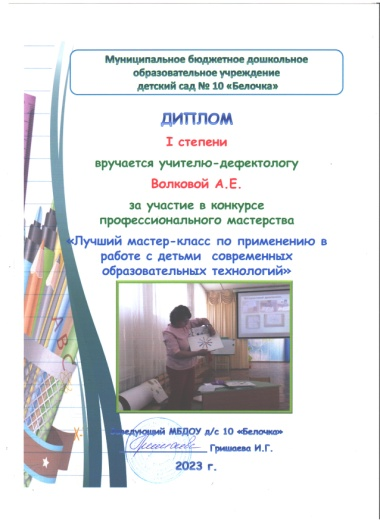 Муниципальное бюджетное дошкольное
образовательное учреждение
детский сад № 10 «Белочка»
ДИПЛОМ
I степени
вручается учителю-дефектологу
Волковой А.Е.
за участие в конкурсе
профессионального мастерства
«Лучший мастер-класс по применению в
работе с детьми современных
образовательных технологий»
Заведующий МБДОУ д/с 10 «Белочка»
Гришаева И.Г.
2023 г.